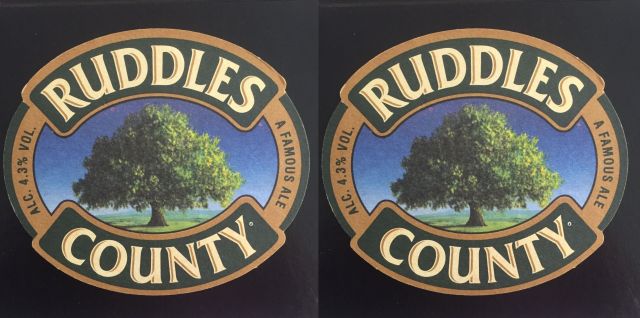 RUDDLES
ALC. 4.3% VOL.
A FAMOUS ALE
COUNTY
RUDDLES
ALC. 4.3% VOL.
A FAMOUS ALE
COUNTY